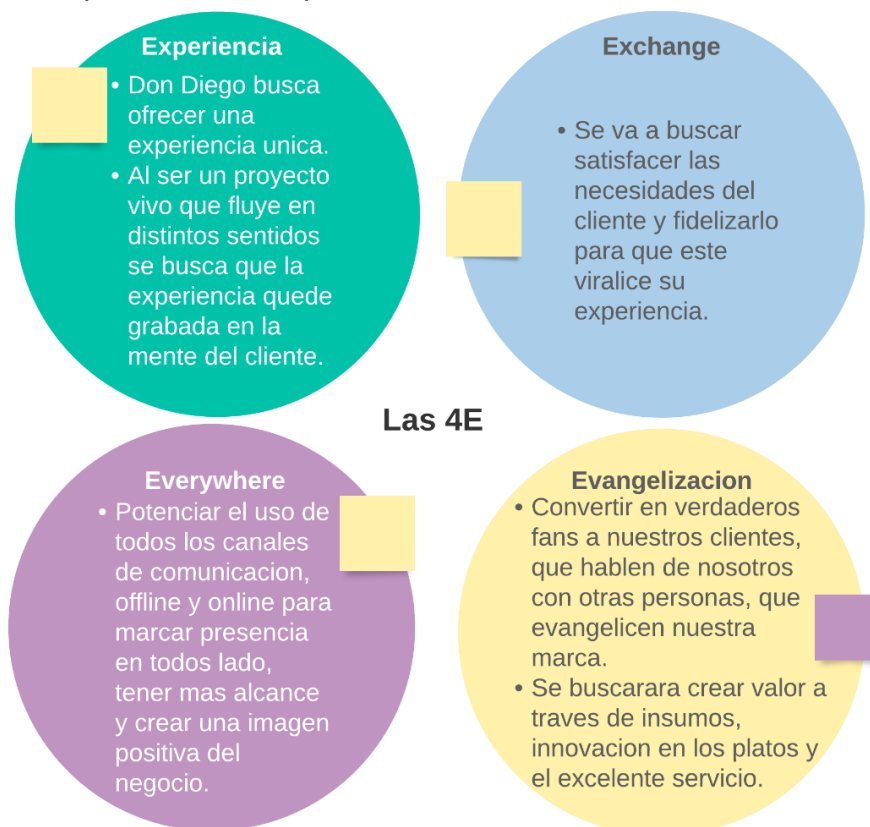 Experiencia
• Don Diego busca
ofrecer una
experiencia unica.
• Al ser un proyecto
vivo que fluye en
distintos sentidos
se busca que la
experiencia quede
grabada en la
mente del cliente.
Exchange
• Se va a buscar
satisfacer las
necesidades del
cliente y fidelizarlo
para que este
viralice su
experiencia.
Las 4E
Everywhere
• Potenciar el uso de
todos los canales
de comunicacion,
offline y online para
marcar presencia
en todos lado,
tener mas alcance
y crear una imagen
positiva del
negocio.
Evangelizacion
• Convertir en verdaderos
fans a nuestros clientes,
que hablen de nosotros
con otras personas, que
evangelicen nuestra
marca.
• Se buscarara crear valor a
traves de insumos,
innovacion en los platos y
el excelente servicio.